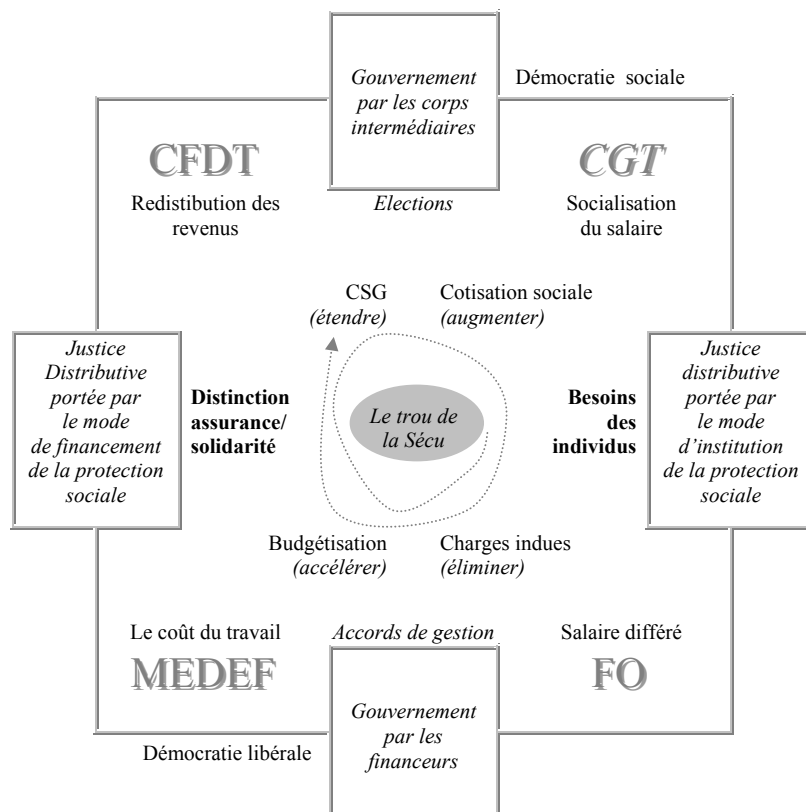 Gouvernement
par les corps
intermédiaires
Démocratie sociale
CFDT
CGT
Redistibution des
revenus
Elections
Socialisation
du salaire
CSG
(étendre)
Cotisation sociale
(augmenter)
Justice
Distributive
portée par
le mode
de financement
de la protection
sociale
Distinction
assurance/
solidarité
Le trou de
la Sécu
Besoins
des
individus
Justice
distributive
portée par
le mode
d'institution
de la protection
sociale
Budgétisation
(accélérer)
Charges indues
(éliminer)
Le coût du travail
Accords de gestion
Salaire différé
MEDEF
FO
Gouvernement
par les
financeurs
Démocratie libérale